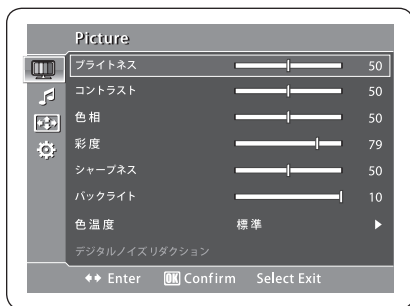 Picture
ブライトネス 50
コントラスト 50
色相 50
彩度 79
シャープネス 50
バックライト 10
色温度 標準
デジタルノイズリダクション
Enter OK Confirm Select Exit